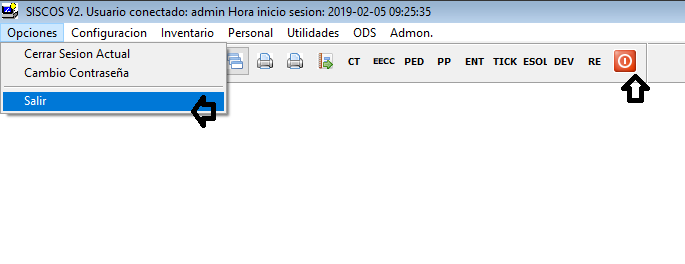 SISCOS V2. Usuario conectado: admin Hora inicio sesion: 2019-02-05 09:25:35
Opciones Configuracion Inventario Personal Utilidades ODS Admon.
Cerrar Sesion Actual
Cambio Contraseña
Salir
CT EECC PED PP ENT TICK ESOL DEV RE